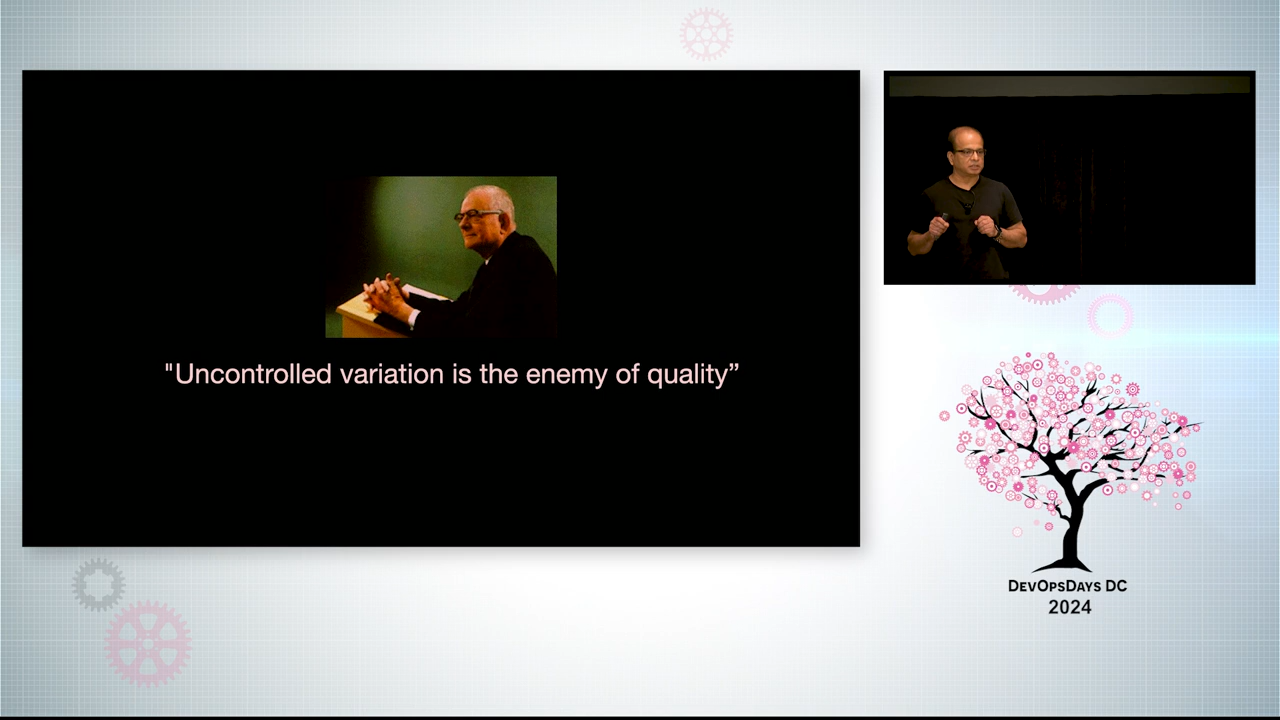 "Uncontrolled variation is the enemy of quality”
DEVOPSDAYS DC
2024